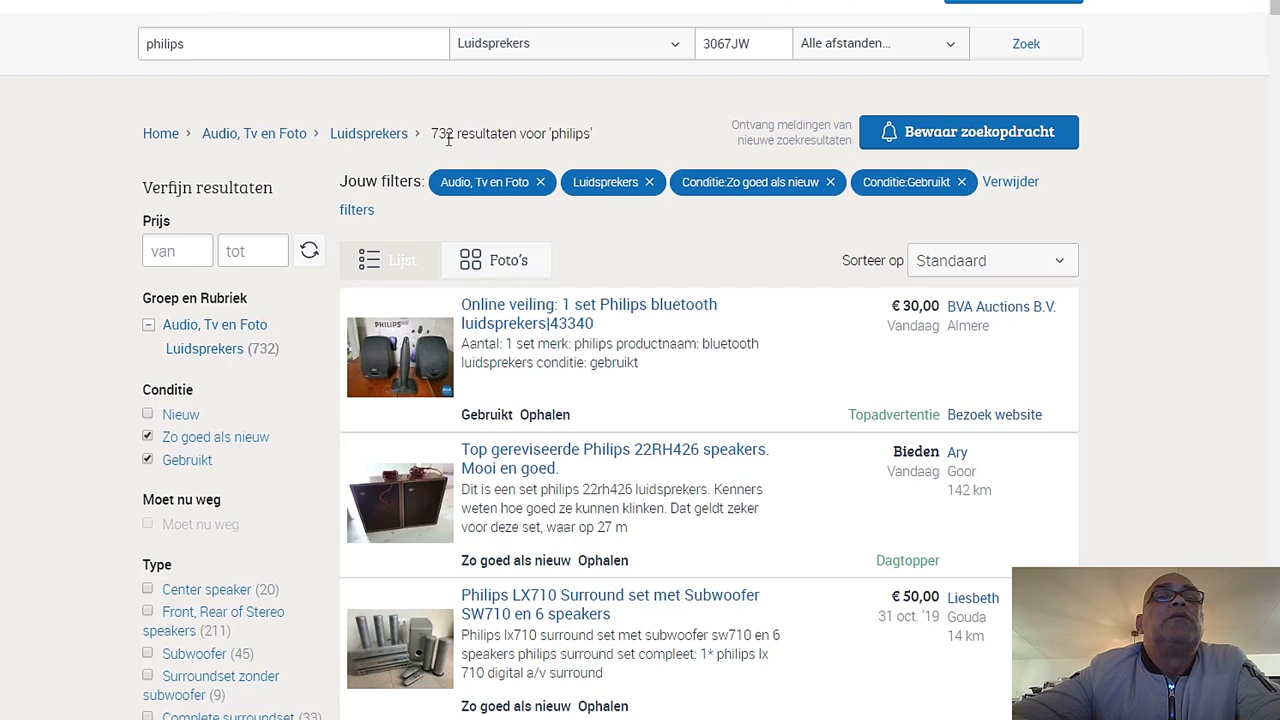 philips
Luidsprekers
3067JW
Alle afstanden...
Zoek
Home
Audio, Tv en Foto
Luidsprekers
732 resultaten voor 'philips'
Ontvang meldingen van
nieuwe zoekresultaten
Bewaar zoekopdracht
Verfijn resultaten
Prijs
van
tot
Groep en Rubriek
Audio, Tv en Foto
Luidsprekers (732)
Conditie
Nieuw
Zo goed als nieuw
Gebruikt
Moet nu weg
Moet nu weg
Type
Center speaker (20)
Front, Rear of Stereo
speakers (211)
Subwoofer (45)
Surroundset zonder
subwoofer (9)
Complete surroundset (33)
Jouw filters:
Audio, Tv en Foto
Luidsprekers
Conditie:Zo goed als nieuw
Conditie:Gebruikt
Verwijder
filters
Lijst
Foto's
Sorteer op
Standaard
PHILIPS
Online veiling: 1 set Philips bluetooth
luidsprekers|43340
Aantal: 1 set merk: philips productnaam: bluetooth
luidsprekers conditie: gebruikt
Gebruikt Ophalen
€ 30,00
Vandaag
BVA Auctions B.V.
Almere
Topadvertentie
Bezoek website
Top gereviseerde Philips 22RH426 speakers.
Mooi en goed.
Dit is een set philips 22rh426 luidsprekers. Kenners
weten hoe goed ze kunnen klinken. Dat geldt zeker
voor deze set, waar op 27 m
Zo goed als nieuw Ophalen
Bieden
Vandaag
Ary
Goor
142 km
Dagtopper
Philips LX710 Surround set met Subwoofer
SW710 en 6 speakers
Philips lx710 surround set met subwoofer sw710 en 6
speakers philips surround set compleet: 1* philips lx
710 digital a/v surround
Zo goed als nieuw Ophalen
€ 50,00
31 oct. '19
Liesbeth
Gouda
14 km